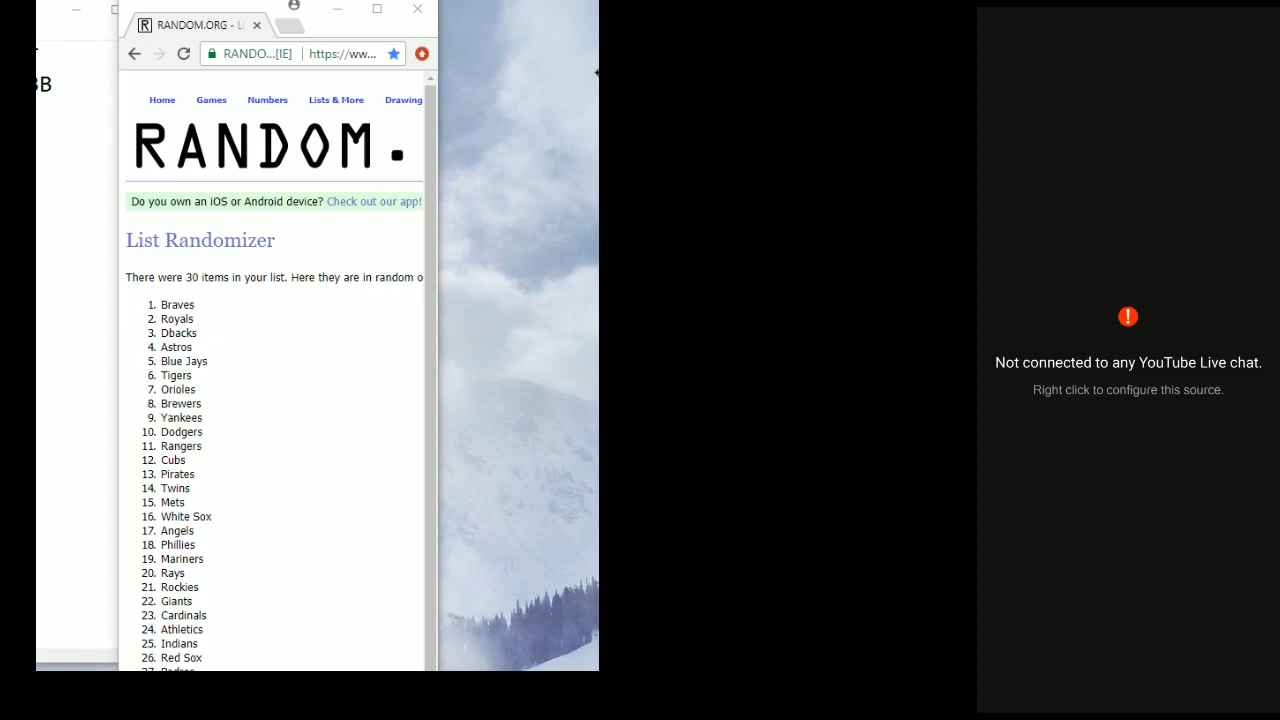 BB
RANDOM.ORG - Li
RANDO...[IE] https://ww...
Home Games Numbers Lists & More Drawing
RANDOM.
Do you own an iOS or Android device? Check out our app!
List Randomizer
There were 30 items in your list. Here they are in random o
1. Braves
2. Royals
3. Dbacks
4. Astros
5. Blue Jays
6. Tigers
7. Orioles
8. Brewers
9. Yankees
10. Dodgers
11. Rangers
12. Cubs
13. Pirates
14. Twins
15. Mets
16. White Sox
17. Angels
18. Phillies
19. Mariners
20. Rays
21. Rockies
22. Giants
23. Cardinals
24. Athletics
25. Indians
26. Red Sox
27. Padres
Not connected to any YouTube Live chat.
Right click to configure this source.